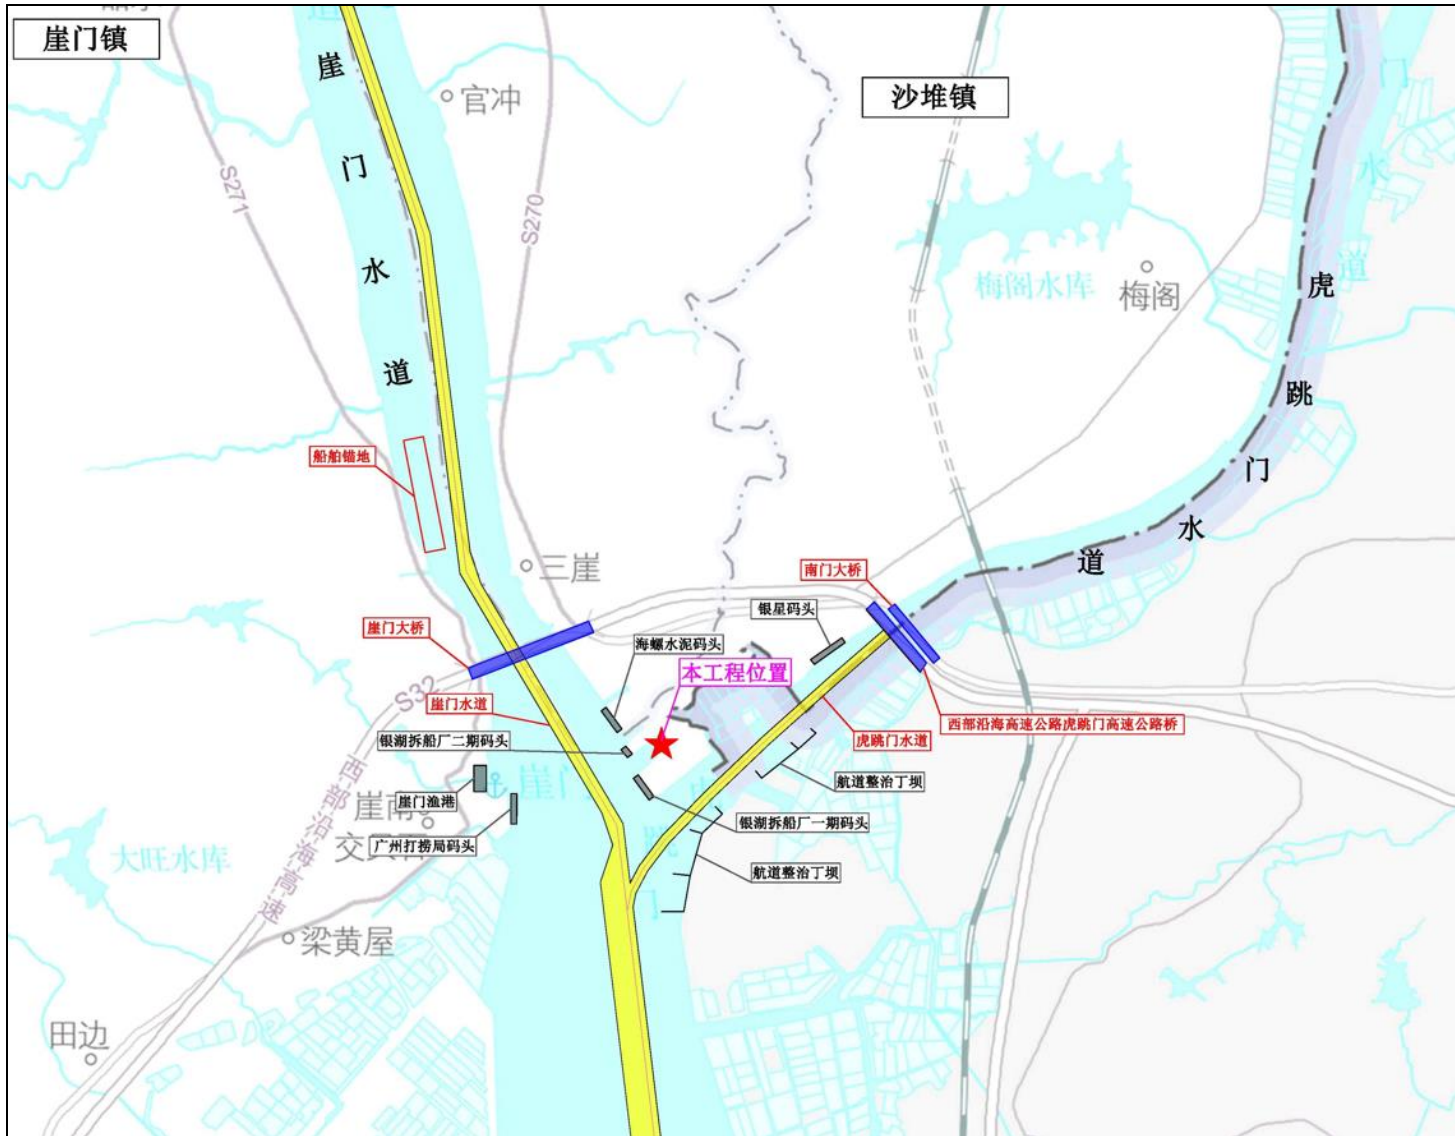 崖门镇
崖
门
水
道
官冲
S271
S270
沙堆镇
梅阁水库
梅阁
门
水
道
虎
跳
门
水
道
船舶锚地
三崖
南门大桥
银星码头
崖门大桥
海螺水泥码头
本工程位置
S32
西部沿海高速
崖门水道
西部沿海高速公路虎跳门高速公路桥
虎跳门水道
银湖拆船厂二期码头
崖门
航道整治丁坝
崖门渔港
崖南
银湖拆船厂一期码头
广州打捞局码头
大旺水库
航道整治丁坝
门
梁黄屋
田边